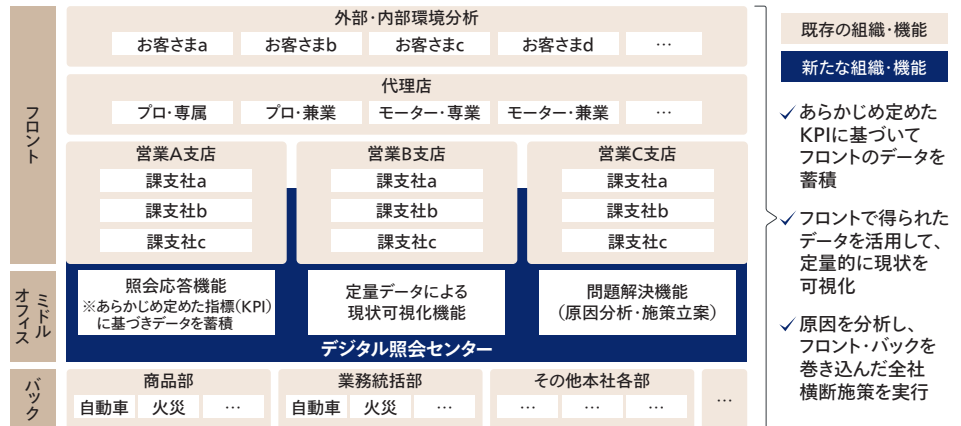 フロント
外部・内部環境分析
お客さまa
お客さまb
お客さまc
お客さまd
…
代理店
プロ・専属
プロ・兼業
モーター・専業
モーター・兼業
…
営業A支店
課支社a
課支社b
課支社c
営業B支店
課支社a
課支社b
課支社c
営業C支店
課支社a
課支社b
課支社c
ミドル
オフィス
照会応答機能
※あらかじめ定めた指標(KPI)
に基づきデータを蓄積
定量データによる
現状可視化機能
問題解決機能
(原因分析・施策立案)
デジタル照会センター
バック
商品部
自動車
火災
…
業務統括部
自動車
火災
…
その他本社各部
…
…
…
…
既存の組織・機能
新たな組織・機能
✓あらかじめ定めた
KPIに基づいて
フロントのデータを
蓄積
✓フロントで得られた
データを活用して、
定量的に現状を
可視化
✓原因を分析し、
フロント・バックを
巻き込んだ全社
横断施策を実行